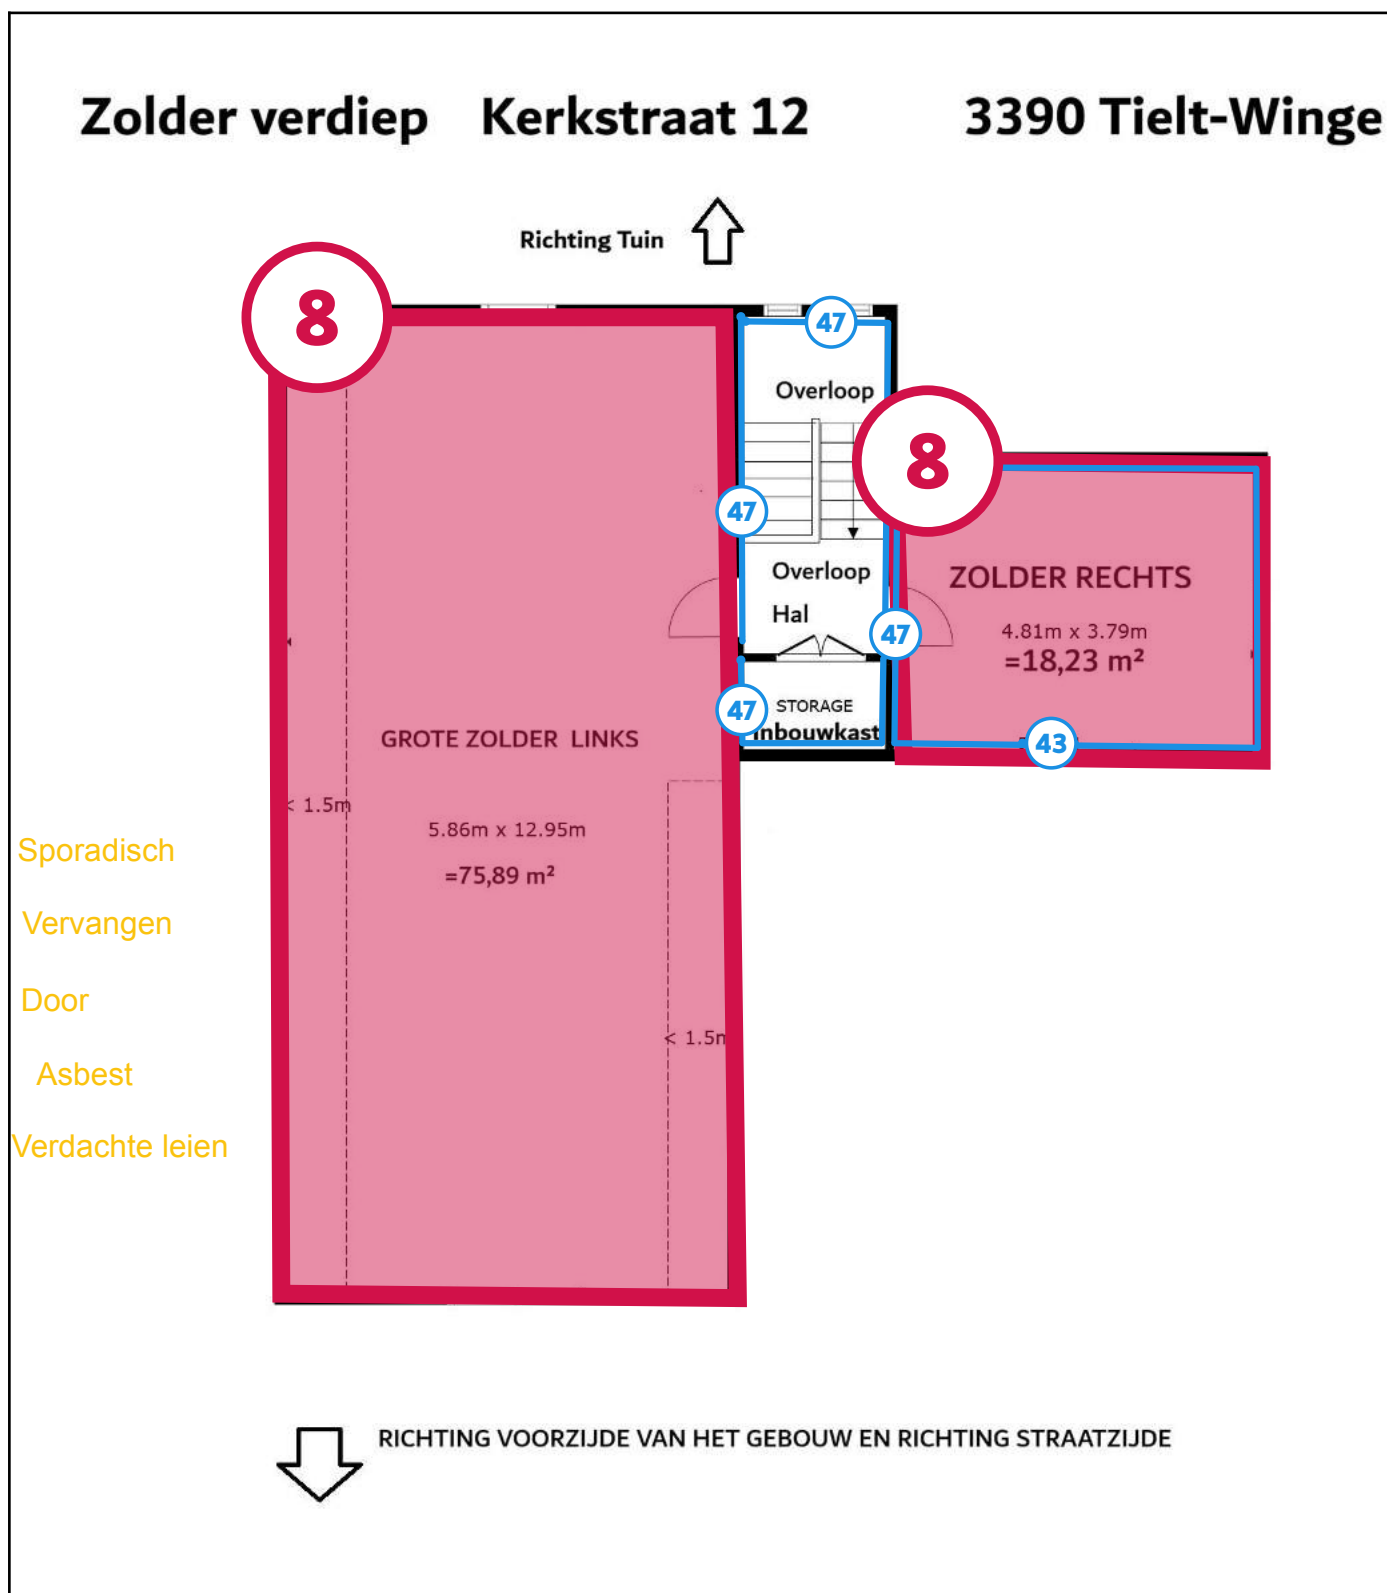 Zolder verdiep Kerkstraat 12 3390 Tielt-Winge
Richting Tuin
8
47
Overloop
8
47
Overloop
Hal
47
ZOLDER RECHTS
4.81m x 3.79m
=18,23 m²
47
STORAGE
Inbouwkast
43
GROTE ZOLDER LINKS
< 1.5m
5.86m x 12.95m
=75,89 m²
< 1.5m
Sporadisch
Vervangen
Door
Asbest
Verdachte leien
RICHTING VOORZIJDE VAN HET GEBOUW EN RICHTING STRAATZIJDE